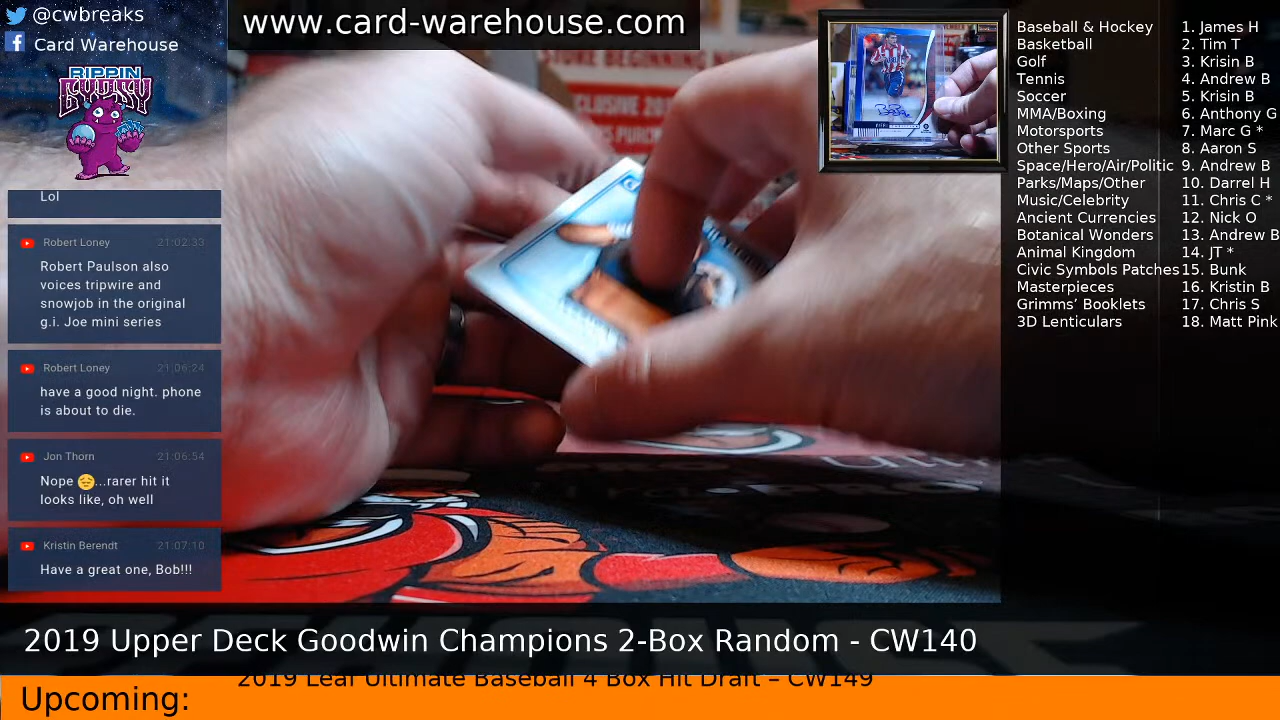 @cwbreaks
Card Warehouse
RIPPIN
www.card-warehouse.com
STORE BEGINNING
CLUSIVE 20
Lol
Robert Loney 21:02:33
Robert Paulson also
voices tripwire and
snowjob in the original
g.i. Joe mini series
Robert Loney 21:06:24
have a good night. phone
is about to die.
Jon Thorn 21:06:54
Nope 😔...rarer hit it
looks like, oh well
Kristin Berendt 21:07:10
Have a great one, Bob!!!
Baseball & Hockey 1. James H
Basketball 2. Tim T
Golf 3. Krisin B
Tennis 4. Andrew B
Soccer 5. Krisin B
MMA/Boxing 6. Anthony G
Motorsports 7. Marc G *
Other Sports 8. Aaron S
Space/Hero/Air/Politic 9. Andrew B
Parks/Maps/Other 10. Darrel H
Music/Celebrity 11. Chris C *
Ancient Currencies 12. Nick O
Botanical Wonders 13. Andrew B
Animal Kingdom 14. JT *
Civic Symbols Patches 15. Bunk
Masterpieces 16. Kristin B
Grimms’ Booklets 17. Chris S
3D Lenticulars 18. Matt Pink
2019 Upper Deck Goodwin Champions 2-Box Random - CW140
2019 Leaf Ultimate Baseball 4 Box Hit Draft – CW149
Upcoming: